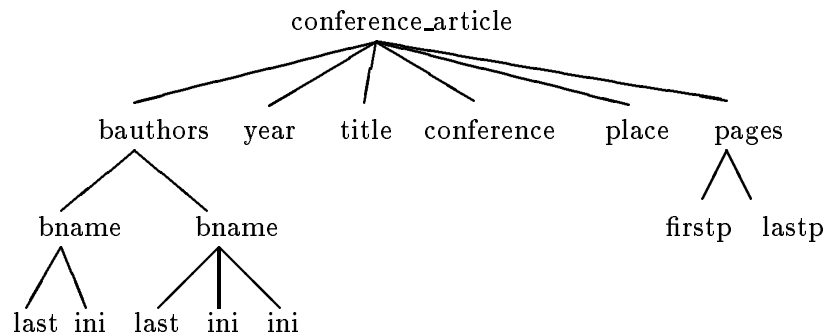 conference_article
bauthors year title conference place pages
bname bname firstp lastp
last ini last ini ini